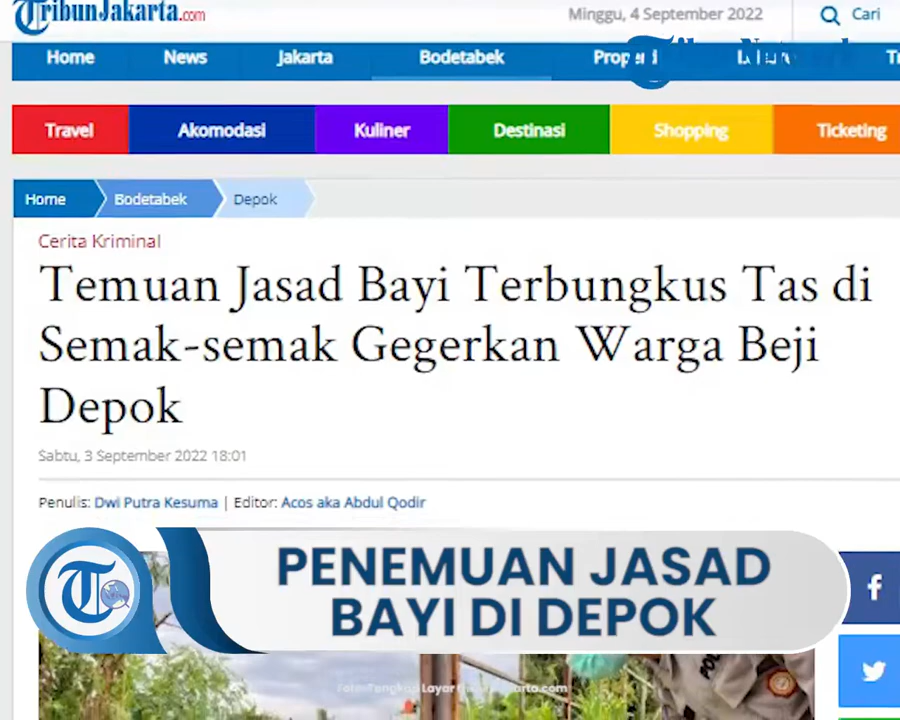 TribunJakarta.com
Minggu, 4 September 2022
Cari
Home
News
Jakarta
Bodetabek
Travel
Akomodasi
Kuliner
Destinasi
Shopping
Ticketing
Home
Bodetabek
Depok
Cerita Kriminal
Temuan Jasad Bayi Terbungkus Tas di
Semak-semak Gegerkan Warga Beji
Depok
Sabtu, 3 September 2022 18:01
Penulis: Dwi Putra Kesuma | Editor: Acos aka Abdul Qodir
PENEMUAN JASAD
BAYI DI DEPOK